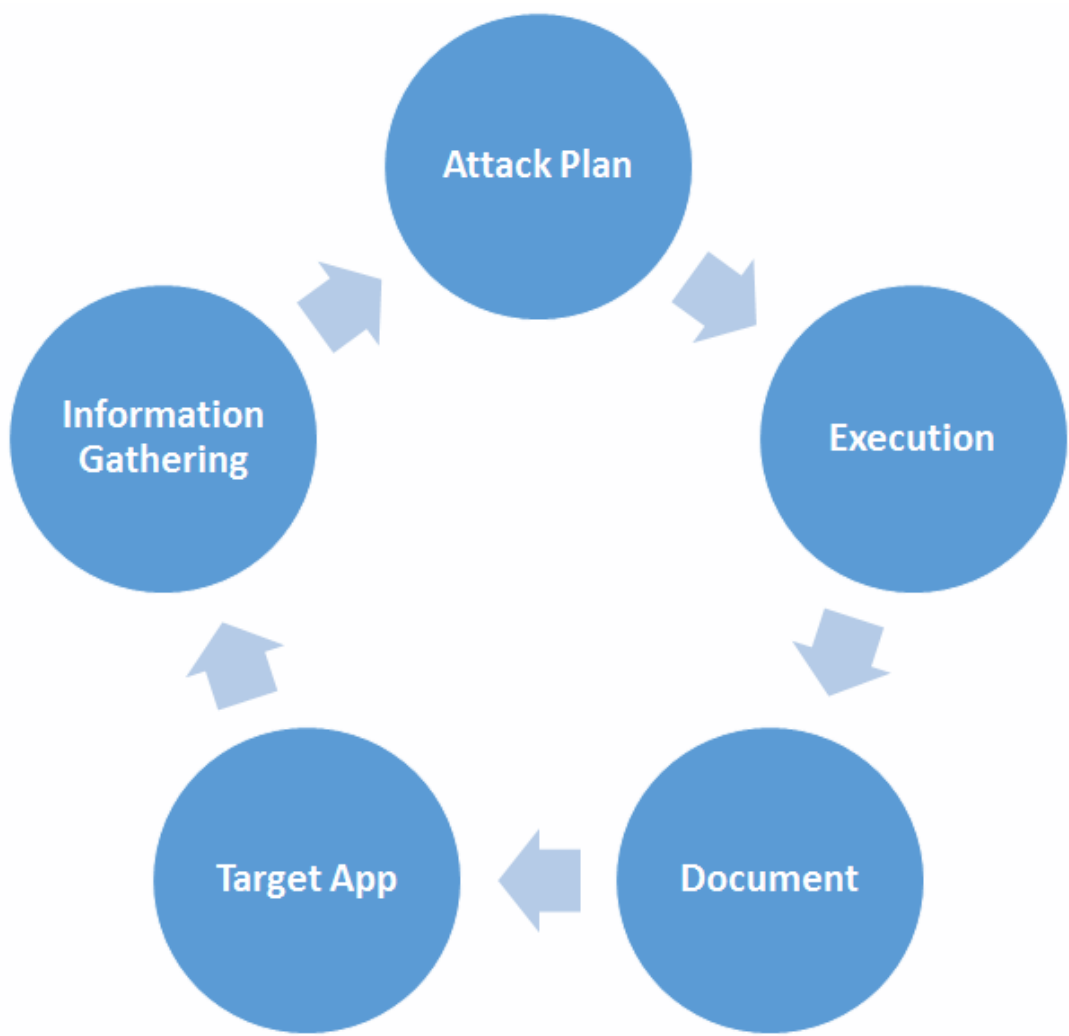 Attack Plan
Information
Gathering
Execution
Target App
Document